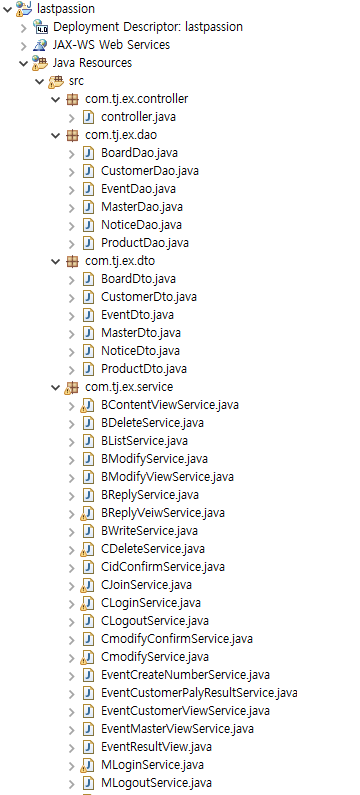 lastpassion
Deployment Descriptor: lastpassion
JAX-WS Web Services
Java Resources
src
com.tj.ex.controller
controller.java
com.tj.ex.dao
BoardDao.java
CustomerDao.java
EventDao.java
MasterDao.java
NoticeDao.java
ProductDao.java
com.tj.ex.dto
BoardDto.java
CustomerDto.java
EventDto.java
MasterDto.java
NoticeDto.java
ProductDto.java
com.tj.ex.service
BContentViewService.java
BDeleteService.java
BListService.java
BModifyService.java
BModifyViewService.java
BReplyService.java
BReplyVeiwService.java
BWriteService.java
CDeleteService.java
CidConfirmService.java
CJoinService.java
CLoginService.java
CLogoutService.java
CmodifyConfirmService.java
CmodifyService.java
EventCreateNumberService.java
EventCustomerPalyResultService.java
EventCustomerViewService.java
EventMasterViewService.java
EventResultView.java
MLoginService.java
MLogoutService.java